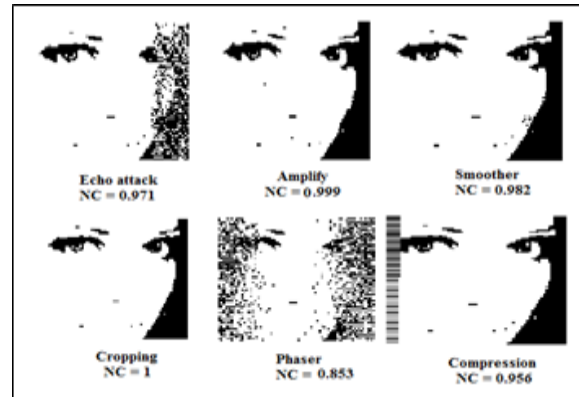 Echo attack
NC = 0.971
Amplify
NC = 0.999
Smoother
NC = 0.982
Cropping
NC = 1
Phaser
NC = 0.853
Compression
NC = 0.956